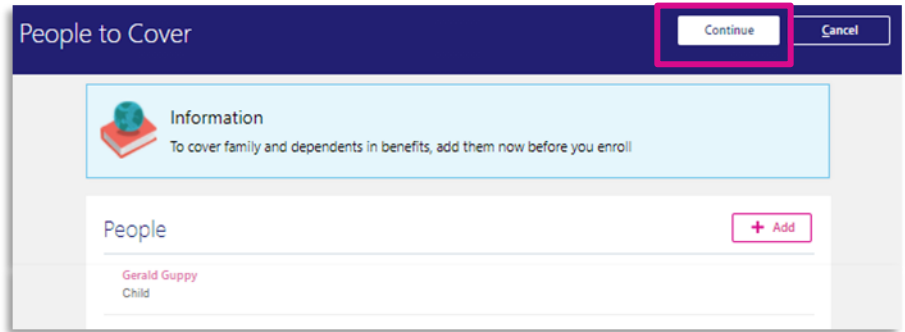 People to Cover
Continue
Cancel
Information
To cover family and dependents in benefits, add them now before you enroll
People
+ Add
Gerald Guppy
Child